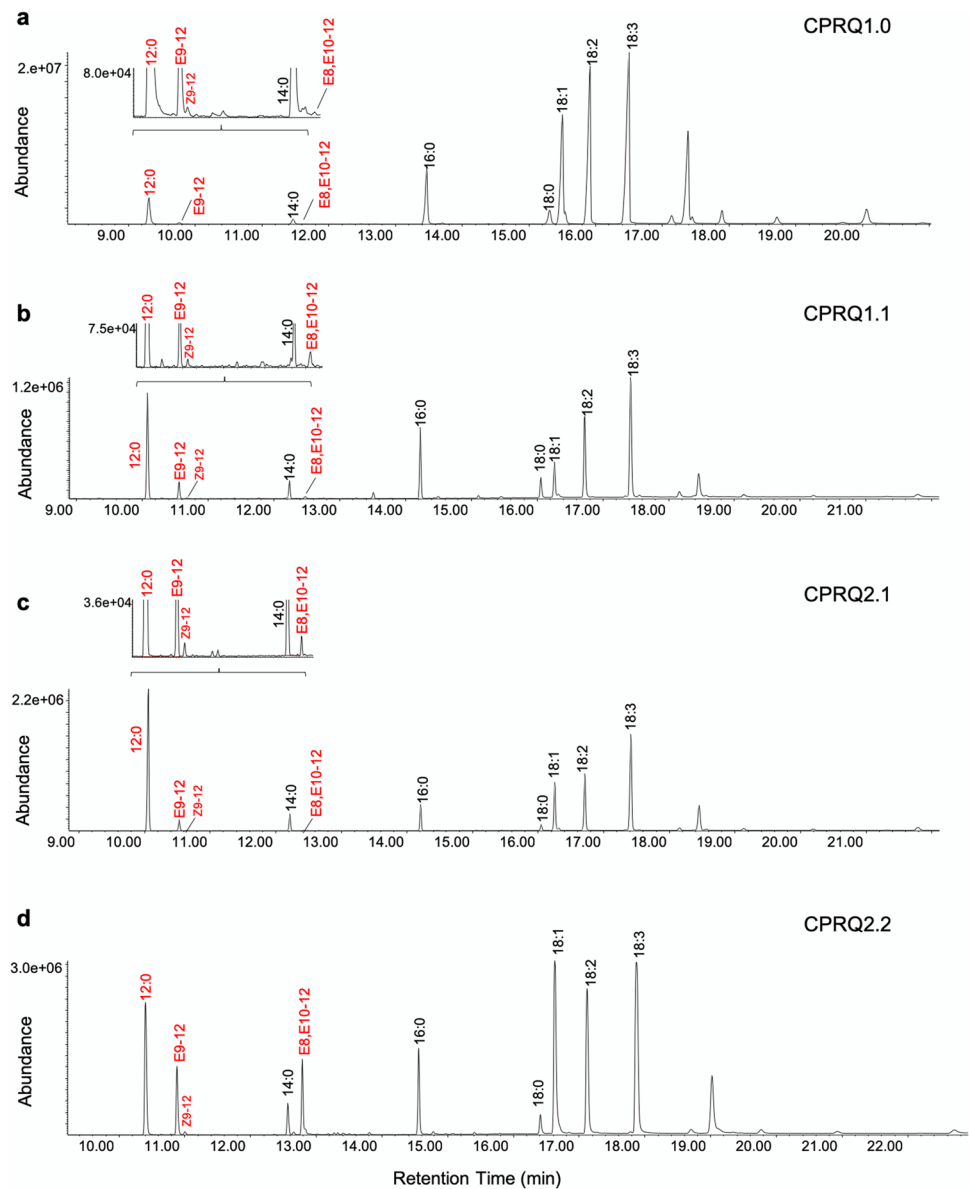 a
CPRQ1.0
12:0
E9-12
Z9-12
14:0
E8,E10-12
8.0e+04
2.e+07
Abundance
12:0
E9-12
14:0
E8,E10-12
16:0
18:0
18:1
18:2
18:3
9.00 10.00 11.00 12.00 13.00 14.00 15.00 16.00 17.00 18.00 19.00 20.00
b
CPRQ1.1
12:0
E9-12
Z9-12
14:0
E8,E10-12
7.5e+04
1.2e+06
Abundance
12:0
E9-12
Z9-12
14:0
E8,E10-12
16:0
18:0
18:1
18:2
18:3
9.00 10.00 11.00 12.00 13.00 14.00 15.00 16.00 17.00 18.00 19.00 20.00 21.00
c
CPRQ2.1
12:0
E9-12
Z9-12
14:0
E8,E10-12
3.6e+04
2.2e+06
Abundance
12:0
E9-12
Z9-12
14:0
E8,E10-12
16:0
18:0
18:1
18:2
18:3
9.00 10.00 11.00 12.00 13.00 14.00 15.00 16.00 17.00 18.00 19.00 20.00 21.00
d
CPRQ2.2
3.0e+06
Abundance
12:0
E9-12
Z9-12
14:0
E8,E10-12
16:0
18:0
18:1
18:2
18:3
10.00 11.00 12.00 13.00 14.00 15.00 16.00 17.00 18.00 19.00 20.00 21.00 22.00
Retention Time (min)